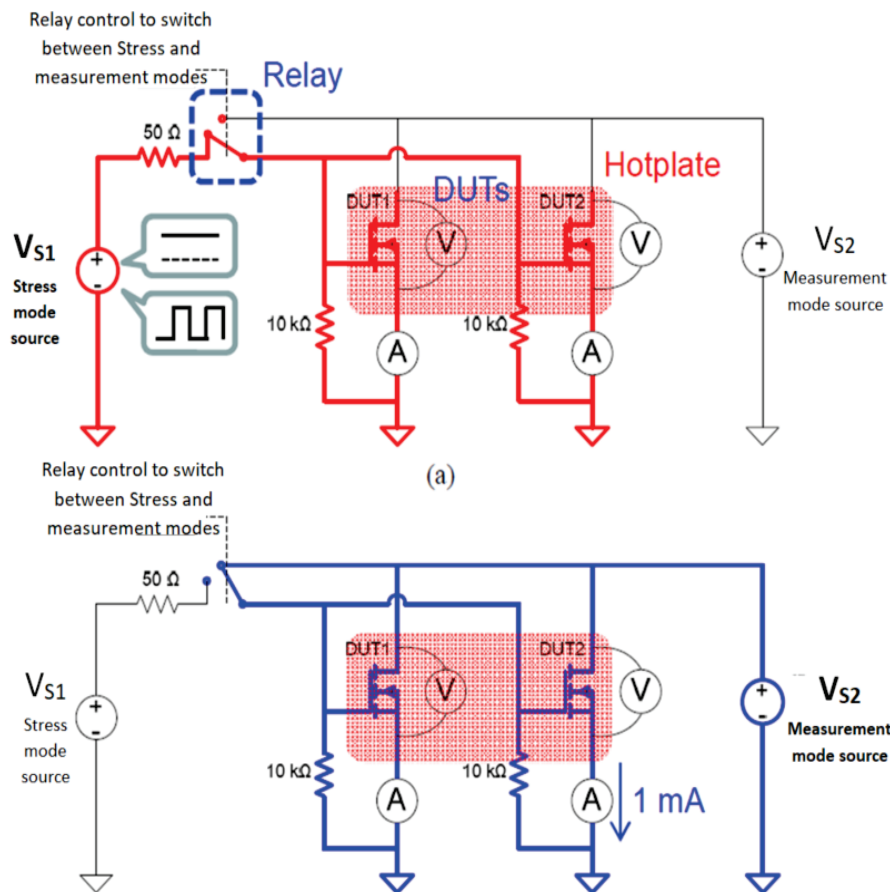 Relay control to switch
between Stress and
measurement modes
Relay
50 Ω
Hotplate
DUTs
DUT1
DUT2
V
V
VS1
Stress
mode
source
+
-
VS2
Measurement
mode source
+
-
10 kΩ
10 kΩ
A
A
(a)
Relay control to switch
between Stress and
measurement modes
50 Ω
DUT1
DUT2
V
V
VS1
Stress
mode
source
+
-
VS2
Measurement
mode source
+
-
10 kΩ
10 kΩ
A
A
1 mA